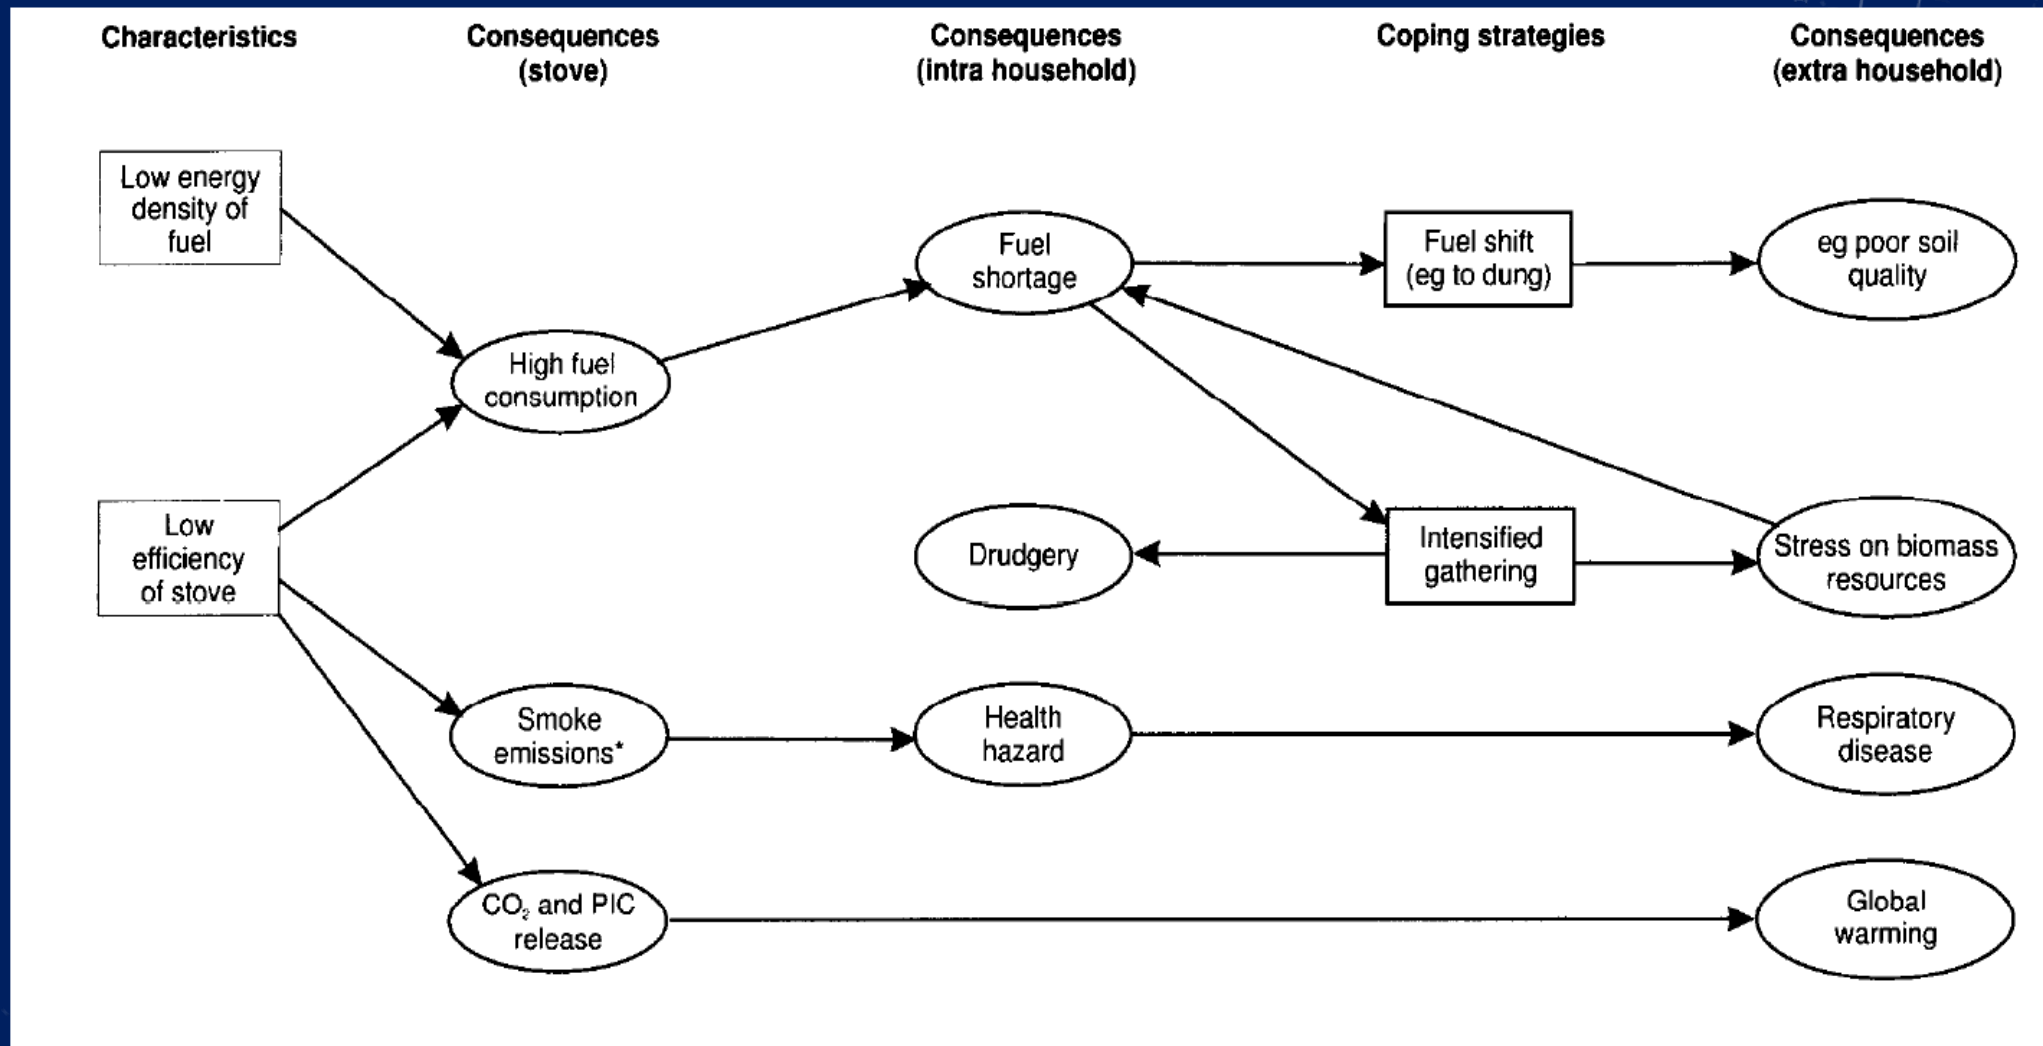 Characteristics
Consequences
(stove)
Consequences
(intra household)
Coping strategies
Consequences
(extra household)
Low energy
density of
fuel
Fuel
shortage
Fuel shift
(eg to dung)
eg poor soil
quality
High fuel
consumption
Low
efficiency
of stove
Drudgery
Intensified
gathering
Stress on biomass
resources
Smoke
emissions*
Health
hazard
Respiratory
disease
CO₂ and PIC
release
Global
warming